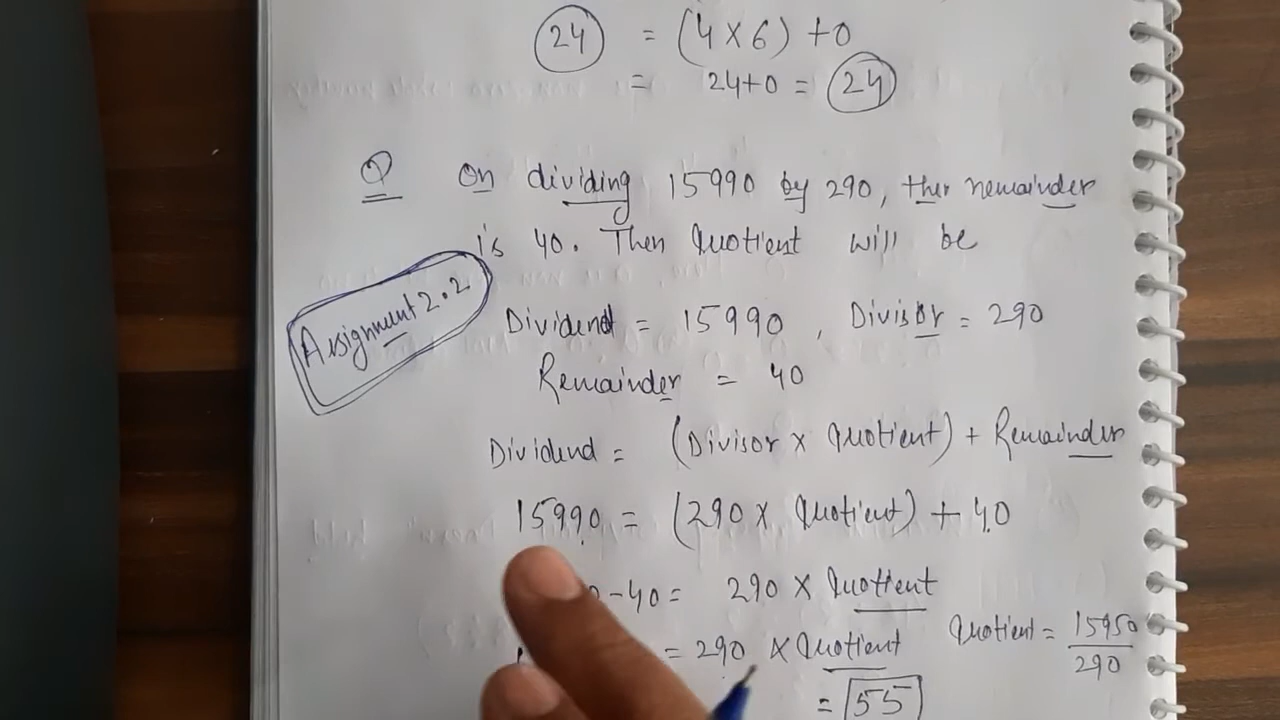 24 = (4 x 6) + 0
= 24+0 = 24
Q On dividing 15990 by 290, the remainder
is 40. Then Quotient will be
Assignment 2.2
Dividend = 15990, Divisor = 290
Remainder = 40
Dividend = (Divisor x Quotient) + Remainder
15990 = (290 x Quotient) + 40
0-40 = 290 x Quotient
= 290 x Quotient
Quotient = 15950/290
= 55